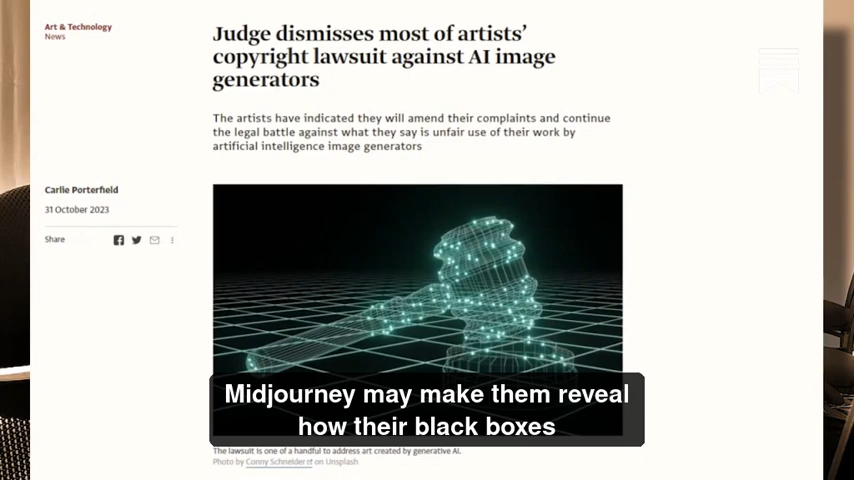 Art & Technology
News
Judge dismisses most of artists'
copyright lawsuit against AI image
generators
The artists have indicated they will amend their complaints and continue
the legal battle against what they say is unfair use of their work by
artificial intelligence image generators
Carlie Porterfield
31 October 2023
Share
Midjourney may make them reveal
how their black boxes
The lawsuit is one of a handful to address art created by generative AI.
Photo by Conny Schneider on Unsplash